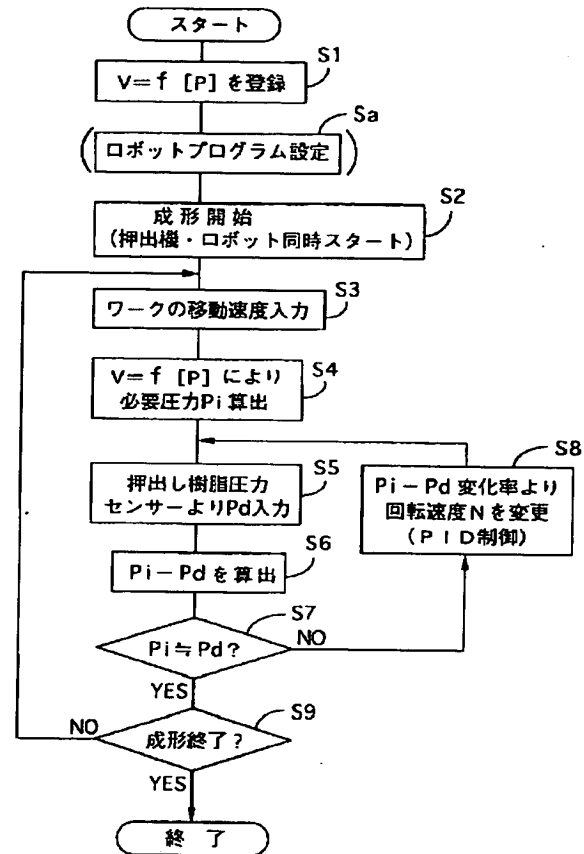 スタート
S1
V=f [P] を登録
Sa
(ロボットプログラム設定)
S2
成形開始
(押出機・ロボット同時スタート)
S3
ワークの移動速度入力
S4
V=f [P] により
必要圧力Pi算出
S5
押出し樹脂圧力
センサーよりPd入力
S8
Pi-Pd変化率より
回転速度Nを変更
(PID制御)
S6
Pi-Pdを算出
S7
Pi≒Pd?
NO
YES
S9
NO
成形終了?
YES
終了